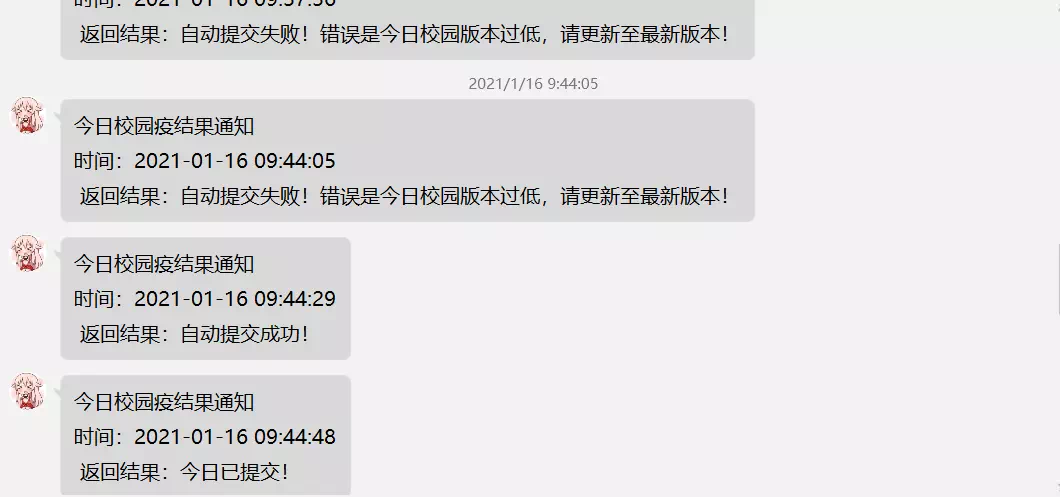 时间：2021-01-16 09:37:36
返回结果：自动提交失败！错误是今日校园版本过低，请更新至最新版本！
2021/1/16 9:44:05
今日校园疫结果通知
时间：2021-01-16 09:44:05
返回结果：自动提交失败！错误是今日校园版本过低，请更新至最新版本！
今日校园疫结果通知
时间：2021-01-16 09:44:29
返回结果：自动提交成功！
今日校园疫结果通知
时间：2021-01-16 09:44:48
返回结果：今日已提交！